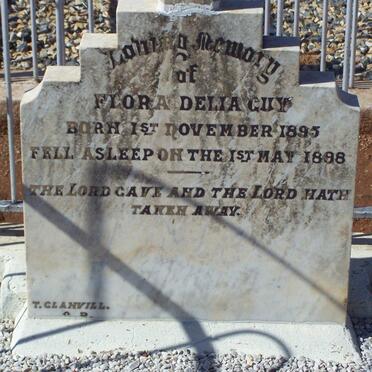 Loving Memory
of
FLORA DELIA GUY
BORN 1ST NOVEMBER 1895
FELL ASLEEP ON THE 1ST MAY 1898
THE LORD GAVE AND THE LORD HATH
TAKEN AWAY.
T. GLANVILL.